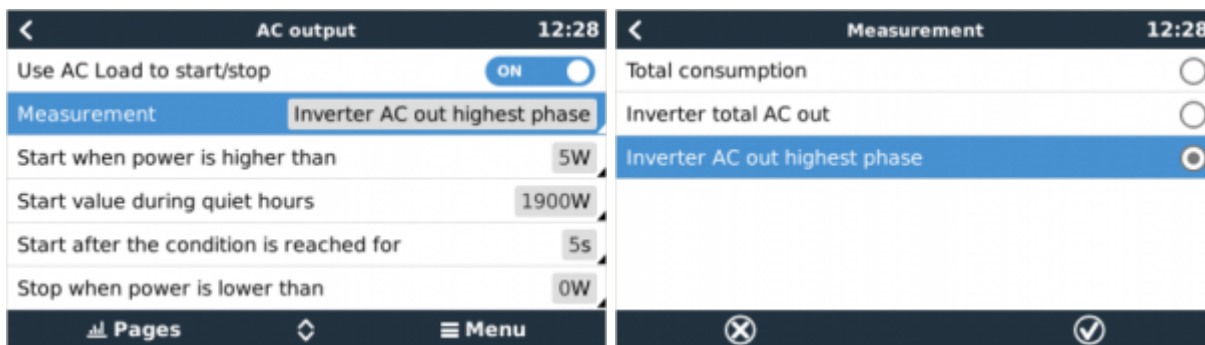 AC output 12:28
Use AC Load to start/stop ON
Measurement Inverter AC out highest phase
Start when power is higher than 5W
Start value during quiet hours 1900W
Start after the condition is reached for 5s
Stop when power is lower than 0W
Pages Menu
Measurement 12:28
Total consumption
Inverter total AC out
Inverter AC out highest phase